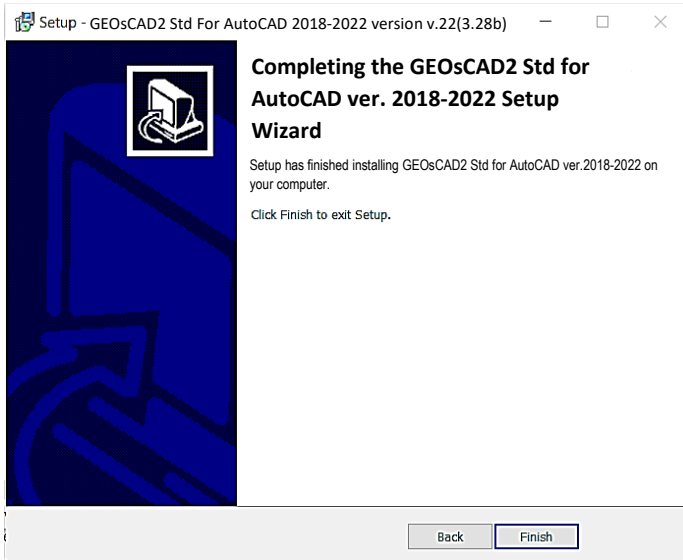 Setup - GEOsCAD2 Std For AutoCAD 2018-2022 version v.22(3.28b)
Completing the GEOsCAD2 Std for
AutoCAD ver. 2018-2022 Setup
Wizard
Setup has finished installing GEOsCAD2 Std for AutoCAD ver.2018-2022 on
your computer.
Click Finish to exit Setup.
Back
Finish